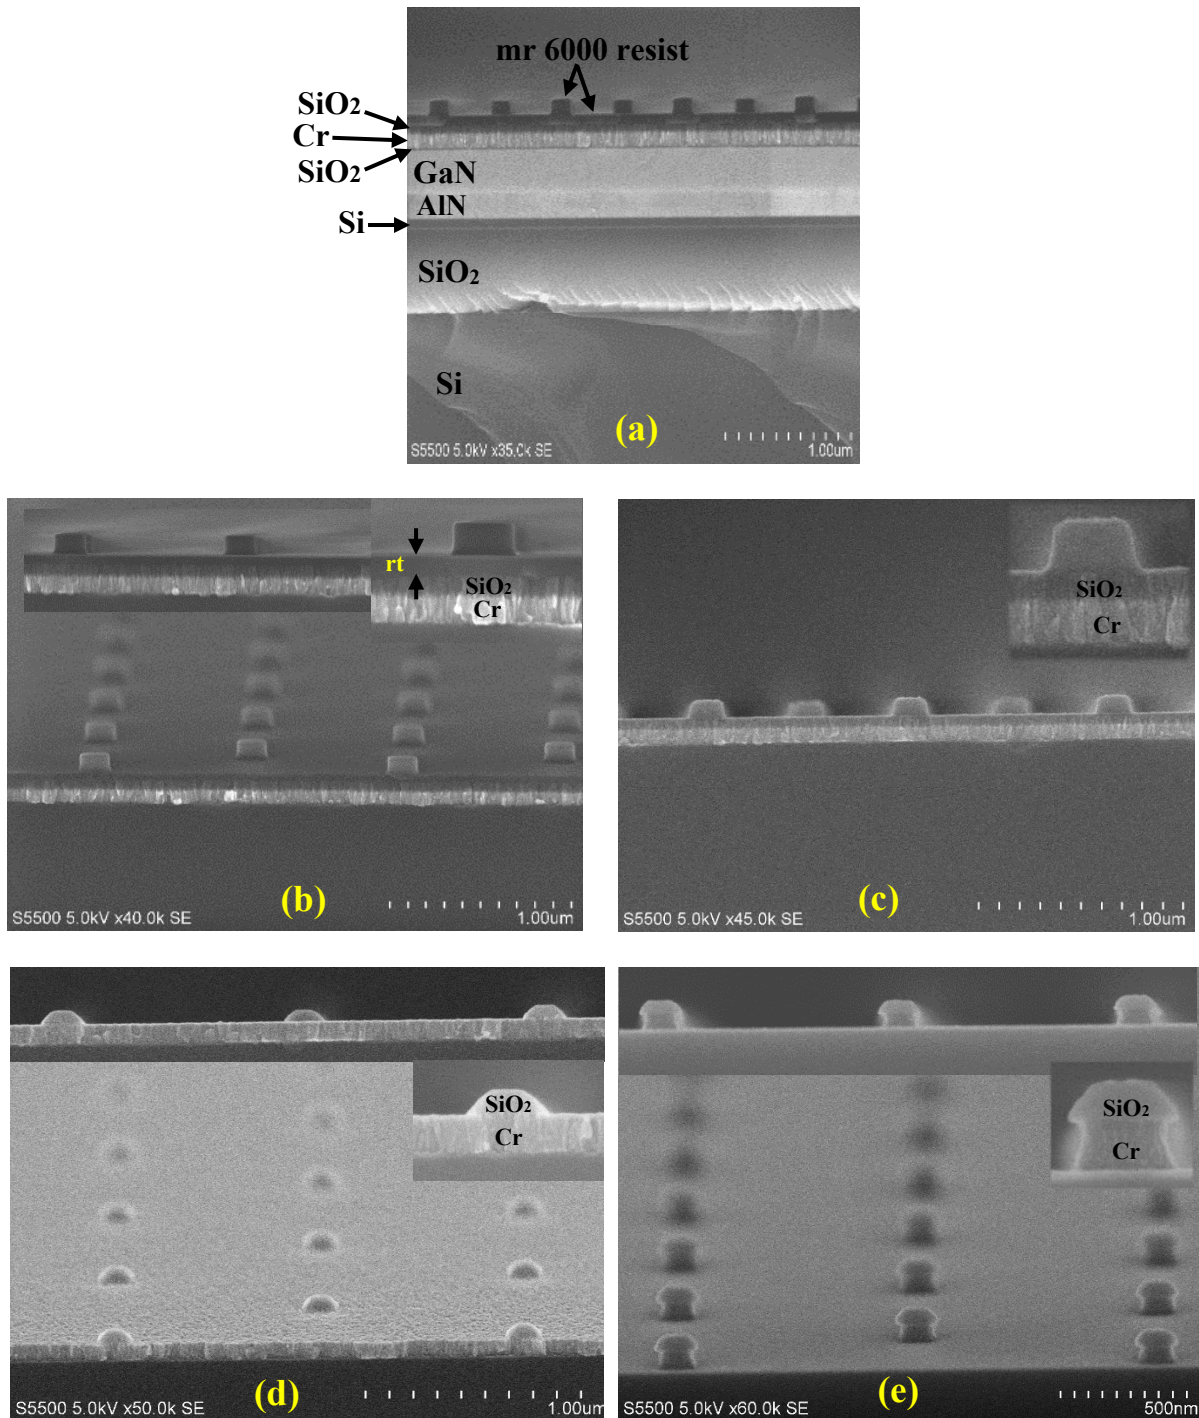 mr 6000 resist
SiO2
Cr
SiO2
GaN
AlN
Si
SiO2
Si
(a)
S5500 5.0kV x35.0k SE
1.00um
rt
SiO2
Cr
(b)
S5500 5.0kV x40.0k SE
1.00um
SiO2
Cr
(c)
S5500 5.0kV x45.0k SE
1.00um
SiO2
Cr
(d)
S5500 5.0kV x50.0k SE
1.00um
SiO2
Cr
(e)
S5500 5.0kV x60.0k SE
500nm